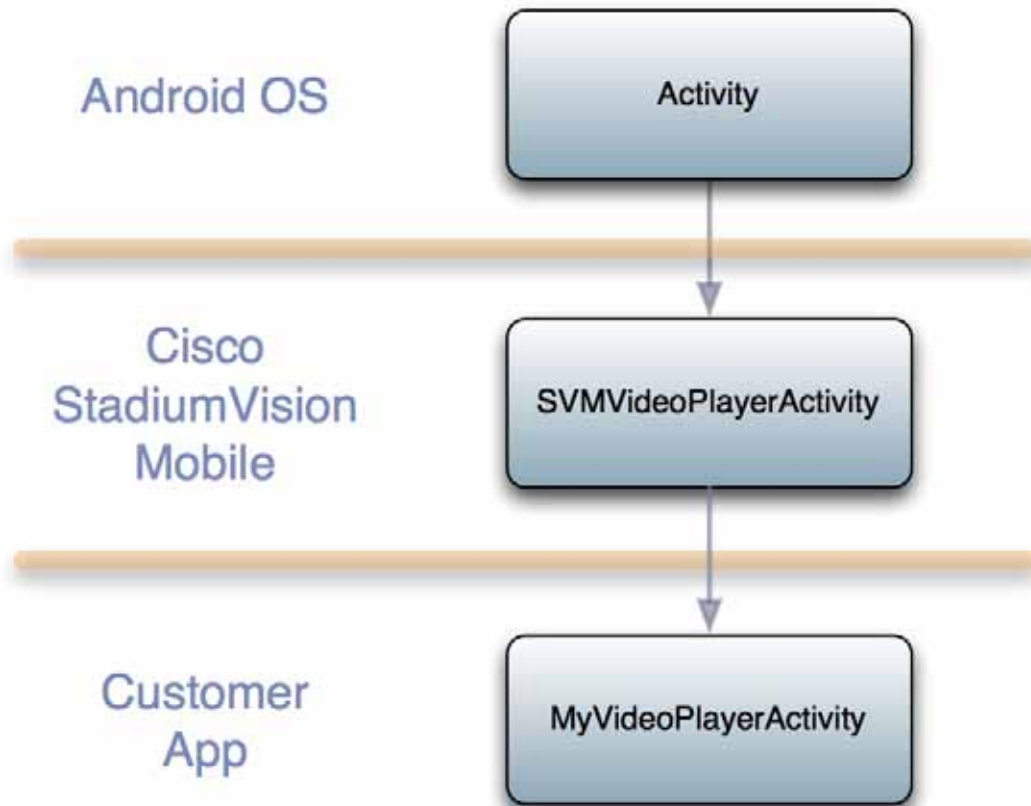 Android OS
Activity
Cisco
StadiumVision
Mobile
SVMVideoPlayerActivity
Customer
App
MyVideoPlayerActivity